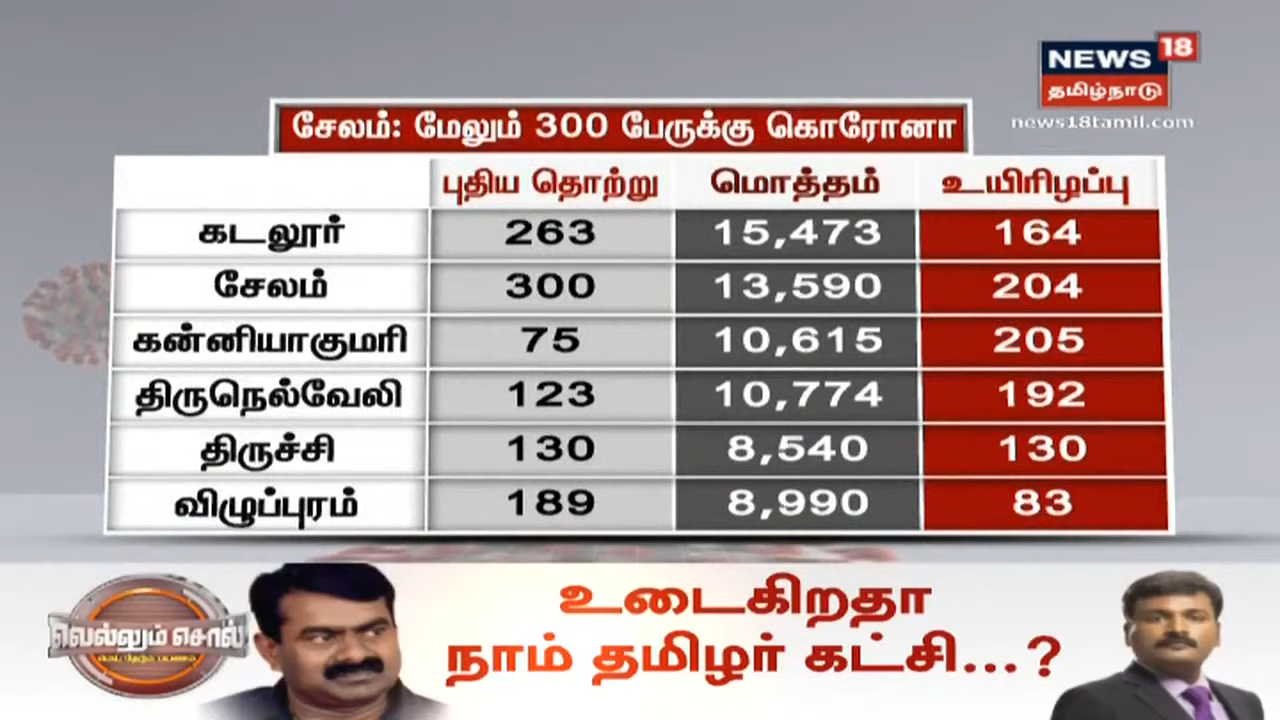 NEWS 18
தமிழ்நாடு
news18tamil.com
சேலம்: மேலும் 300 பேருக்கு கொரோனா
புதிய தொற்று மொத்தம் உயிரிழப்பு
கடலூர் 263 15,473 164
சேலம் 300 13,590 204
கன்னியாகுமரி 75 10,615 205
திருநெல்வேலி 123 10,774 192
திருச்சி 130 8,540 130
விழுப்புரம் 189 8,990 83
வெல்லும் சொல்
உடைகிறதா
நாம் தமிழர் கட்சி...?